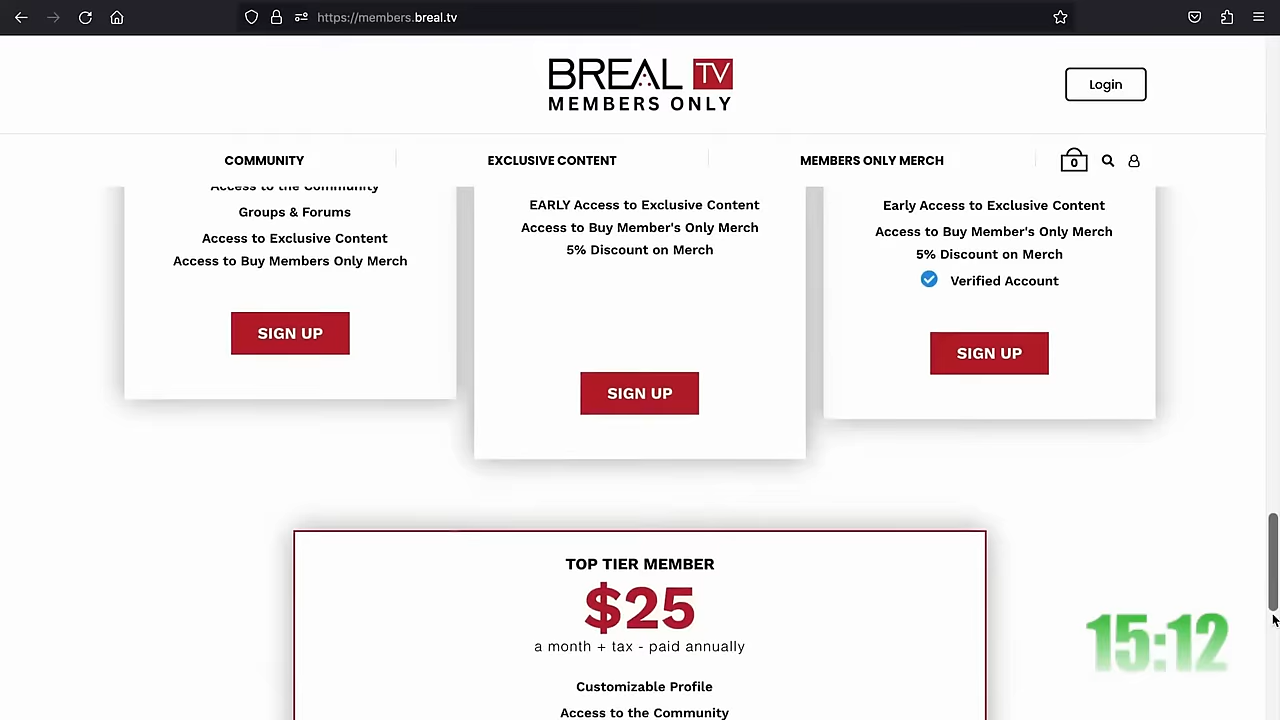 https://members.breal.tv
BREAL TV
MEMBERS ONLY
Login
COMMUNITY
EXCLUSIVE CONTENT
MEMBERS ONLY MERCH
0
Access to the Community
Groups & Forums
Access to Exclusive Content
Access to Buy Members Only Merch
SIGN UP
EARLY Access to Exclusive Content
Access to Buy Member's Only Merch
5% Discount on Merch
SIGN UP
Early Access to Exclusive Content
Access to Buy Member's Only Merch
5% Discount on Merch
Verified Account
SIGN UP
TOP TIER MEMBER
$25
a month + tax - paid annually
Customizable Profile
Access to the Community
15:12